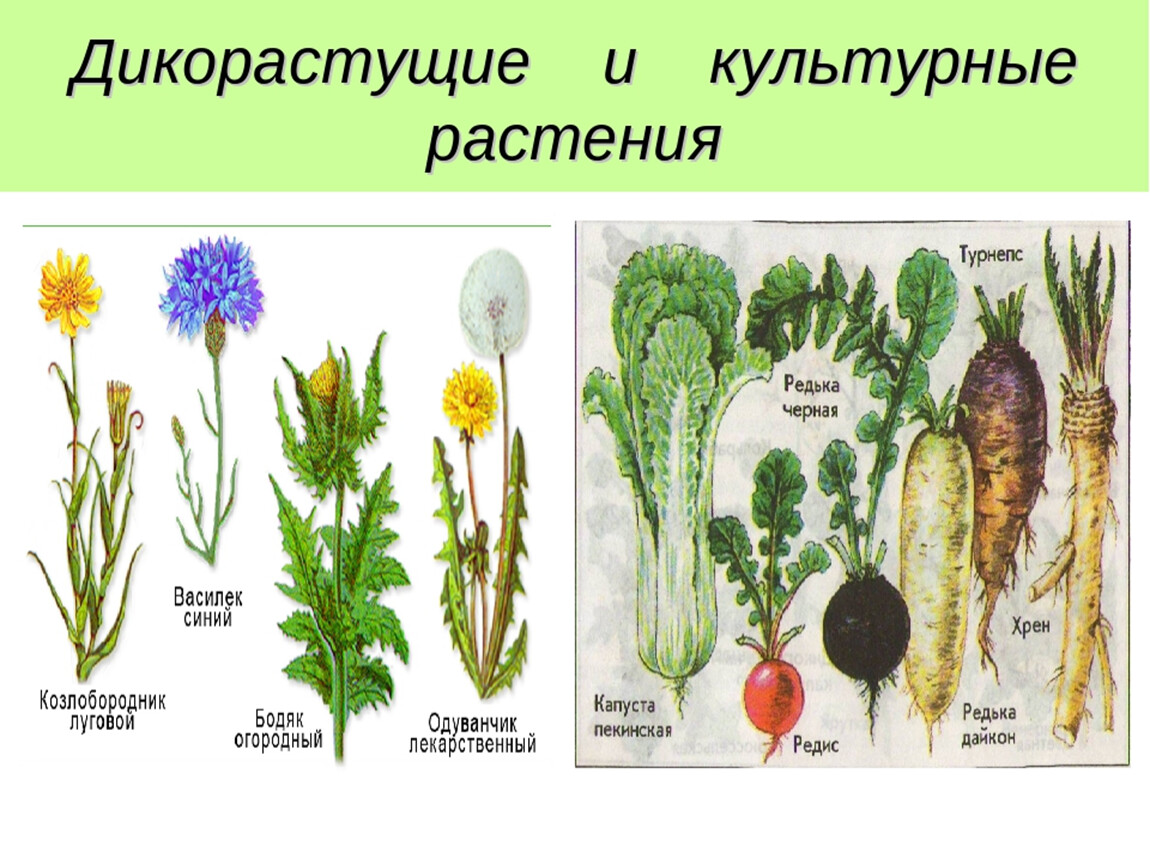 Дикорастущие и культурные
растения
Василек
синий
Козлобородник
луговой
Бодяк
огородный
Одуванчик
лекарственный
Турнепс
Редька
черная
Хрен
Капуста
пекинская
Редис
Редька
дайкон